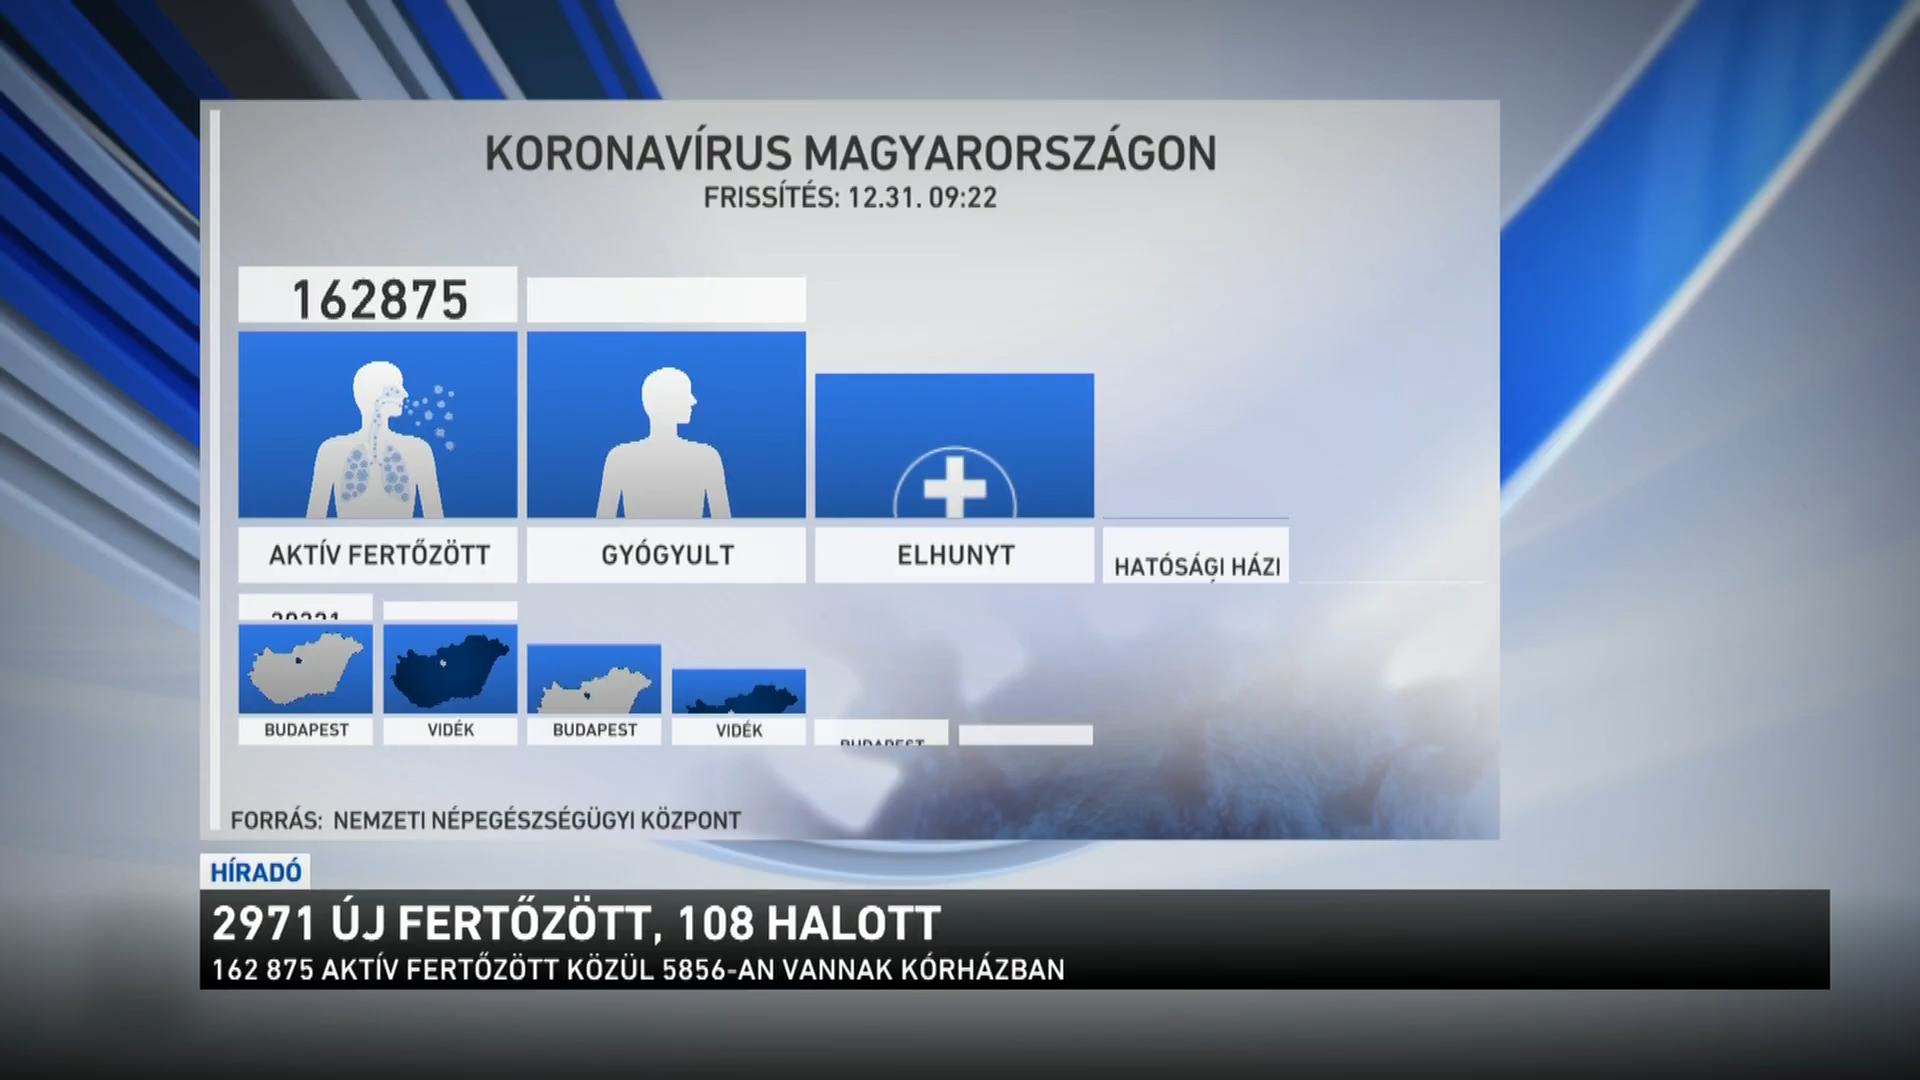 KORONAVÍRUS MAGYARORSZÁGON
FRISSÍTÉS: 12.31. 09:22
162875
AKTÍV FERTŐZÖTT
GYÓGYULT
ELHUNYT
HATÓSÁGI HÁZI
BUDAPEST
VIDÉK
BUDAPEST
VIDÉK
BUDAPEST
FORRÁS: NEMZETI NÉPEGÉSZSÉGÜGYI KÖZPONT
HÍRADÓ
2971 ÚJ FERTŐZÖTT, 108 HALOTT
162 875 AKTÍV FERTŐZÖTT KÖZÜL 5856-AN VANNAK KÓRHÁZBAN